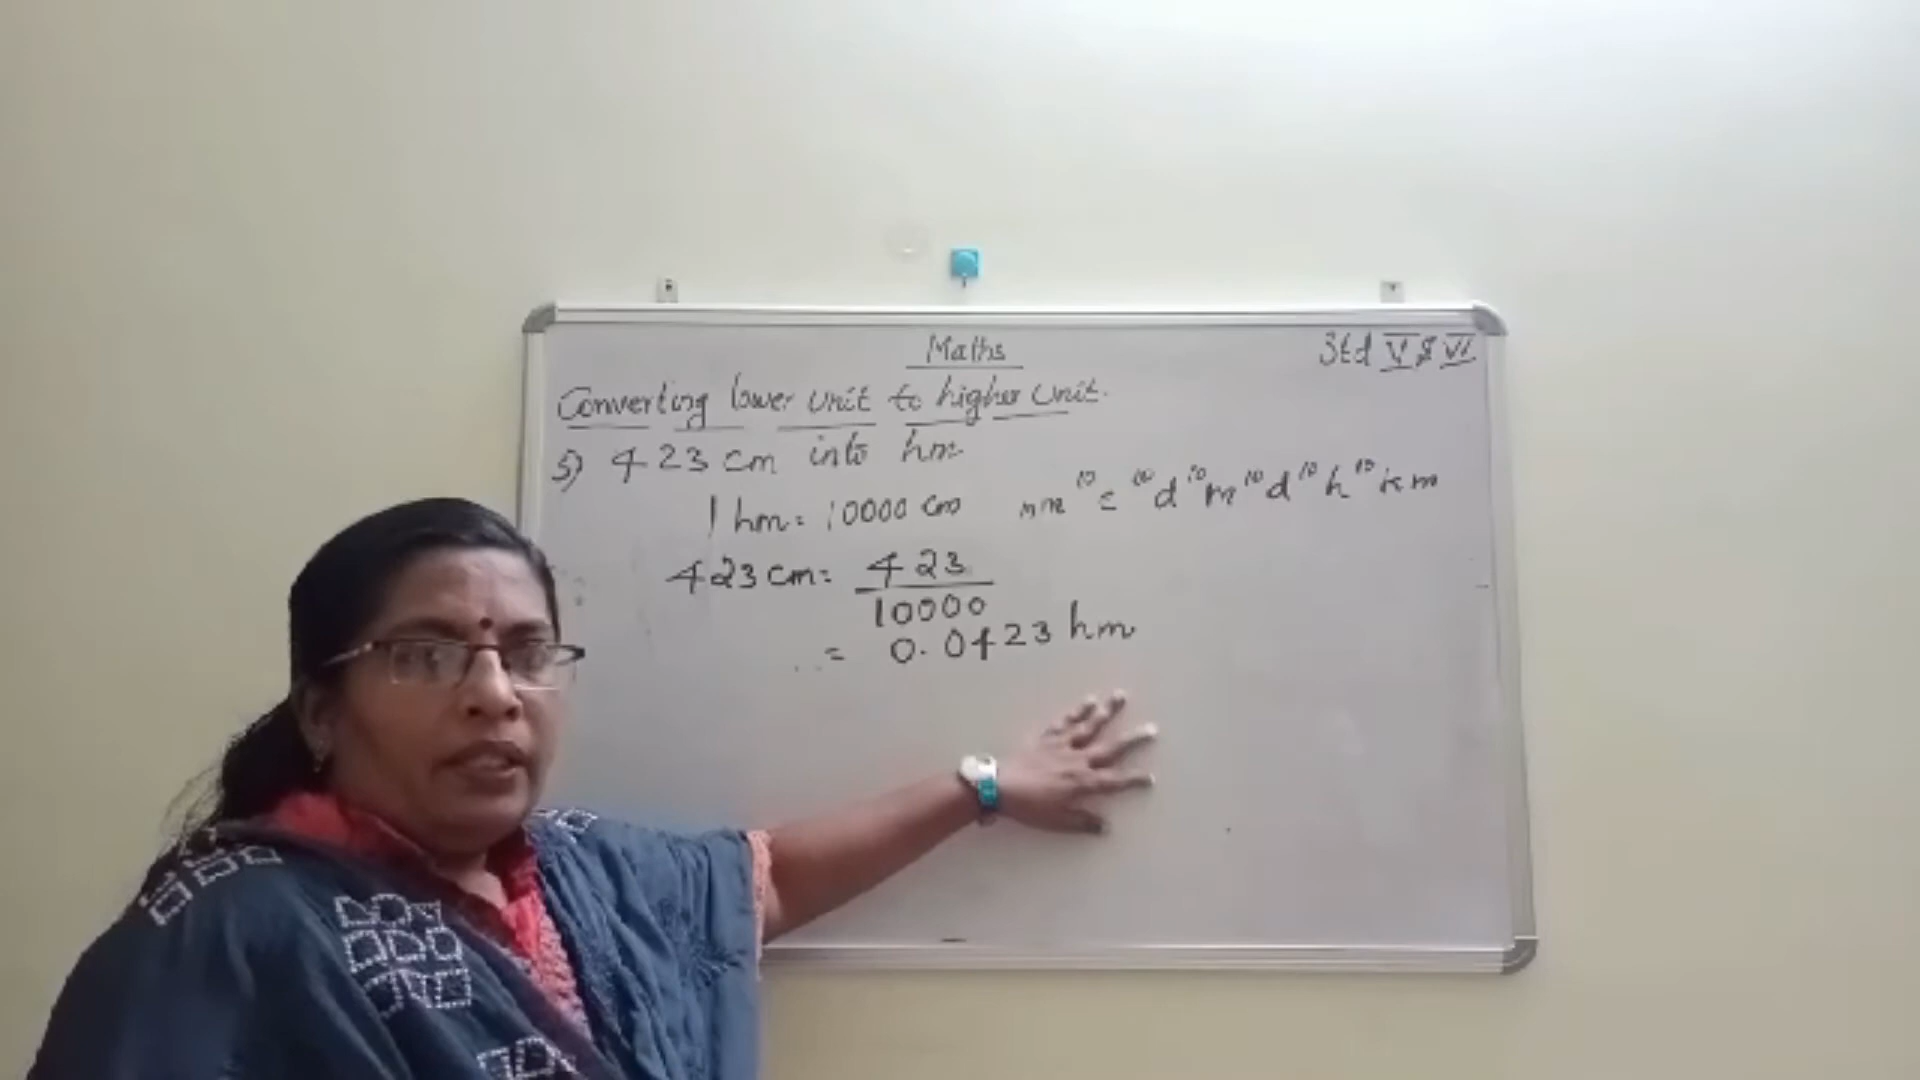 Maths
Std V & VI
Converting lower unit to higher unit.
5) 423 cm into hm
1 hm = 10000 cm
mm 10 c 10 d 10 m 10 d 10 h 10 km
423 cm = 423
10000
= 0.0423 hm